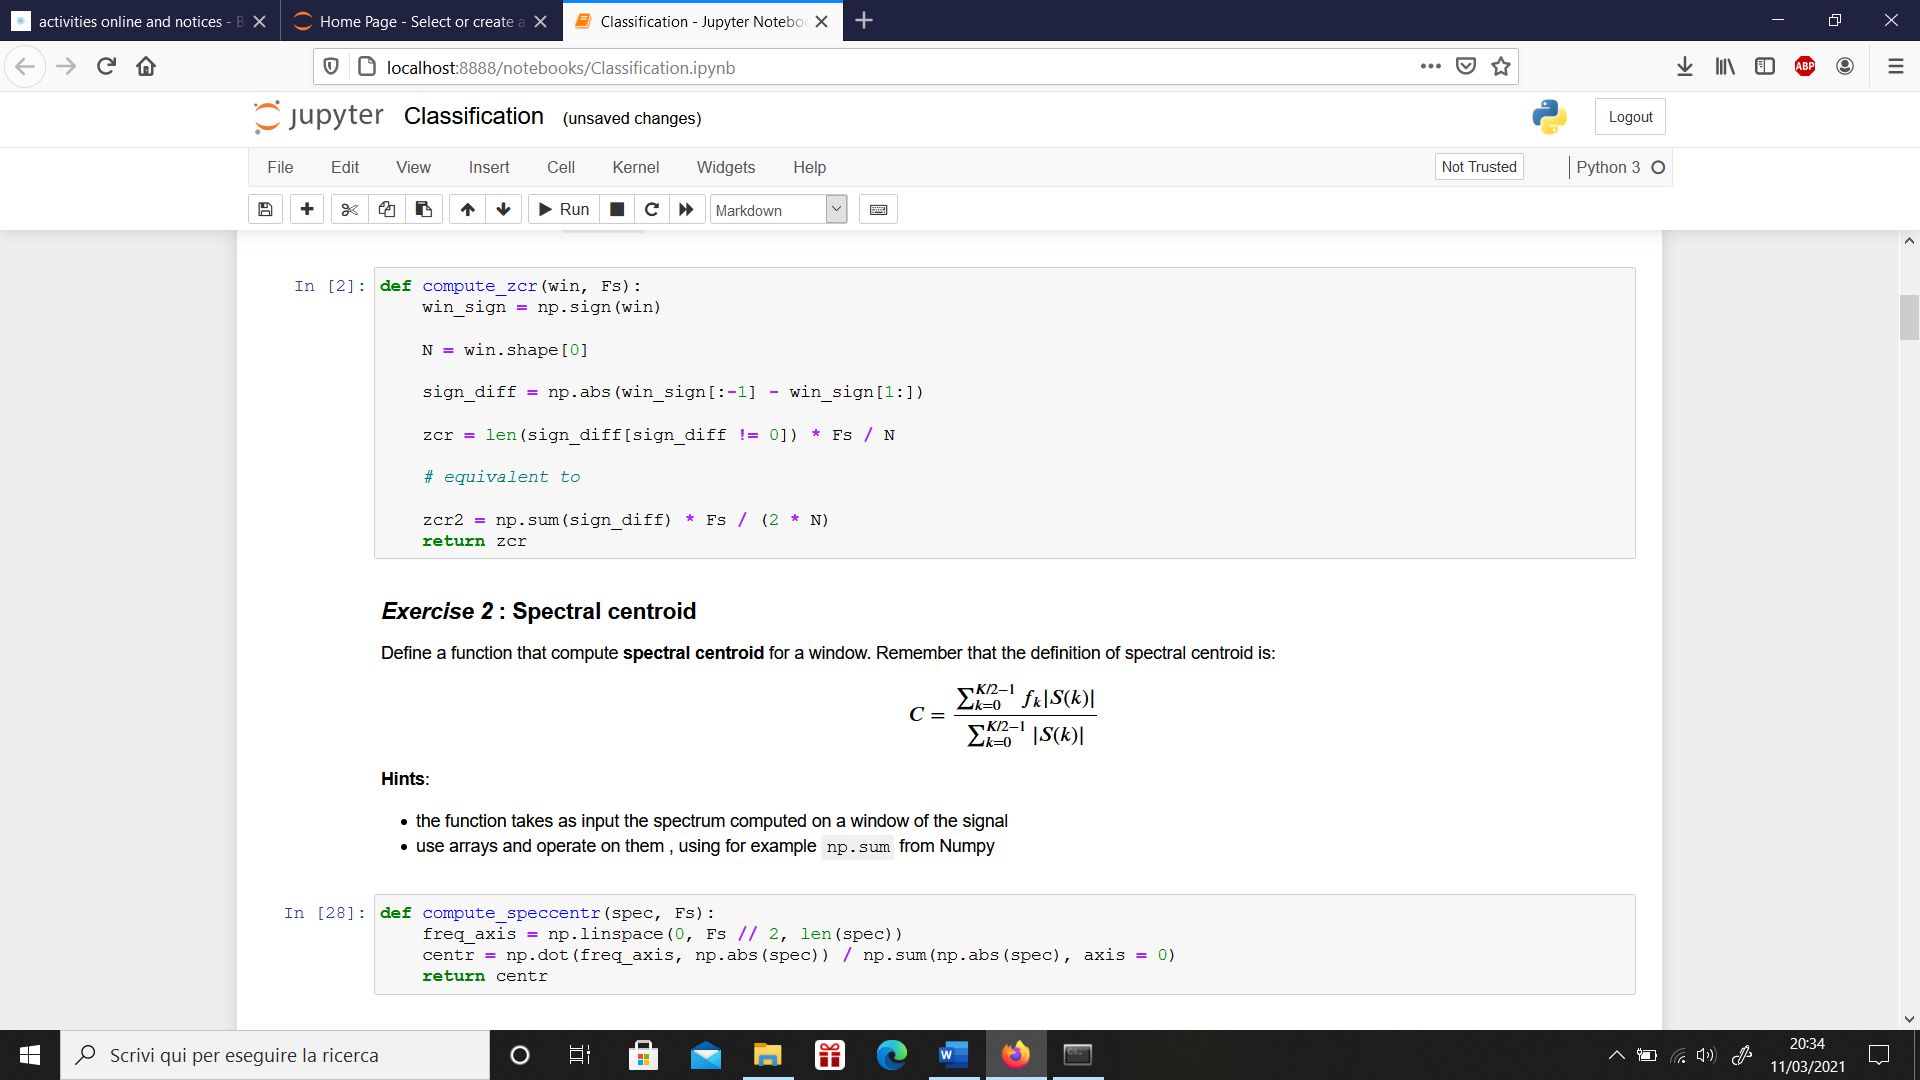 activities online and notices - B
Home Page - Select or create a
Classification - Jupyter Notebo
localhost:8888/notebooks/Classification.ipynb
ABP
jupyter Classification (unsaved changes)
Logout
File Edit View Insert Cell Kernel Widgets Help
Not Trusted
Python 3
Run
Markdown
In [2]: def compute_zcr(win, Fs):
win_sign = np.sign(win)
N = win.shape[0]
sign_diff = np.abs(win_sign[:-1] - win_sign[1:])
zcr = len(sign_diff[sign_diff != 0]) * Fs / N
# equivalent to
zcr2 = np.sum(sign_diff) * Fs / (2 * N)
return zcr
Exercise 2 : Spectral centroid
Define a function that compute spectral centroid for a window. Remember that the definition of spectral centroid is:
C = \frac{\sum_{k=0}^{K/2-1} f_k|S(k)|}{\sum_{k=0}^{K/2-1} |S(k)|}
Hints:
• the function takes as input the spectrum computed on a window of the signal
• use arrays and operate on them , using for example np.sum from Numpy
In [28]: def compute_speccentr(spec, Fs):
freq_axis = np.linspace(0, Fs // 2, len(spec))
centr = np.dot(freq_axis, np.abs(spec)) / np.sum(np.abs(spec), axis = 0)
return centr
Scrivi qui per eseguire la ricerca
W
20:34
11/03/2021